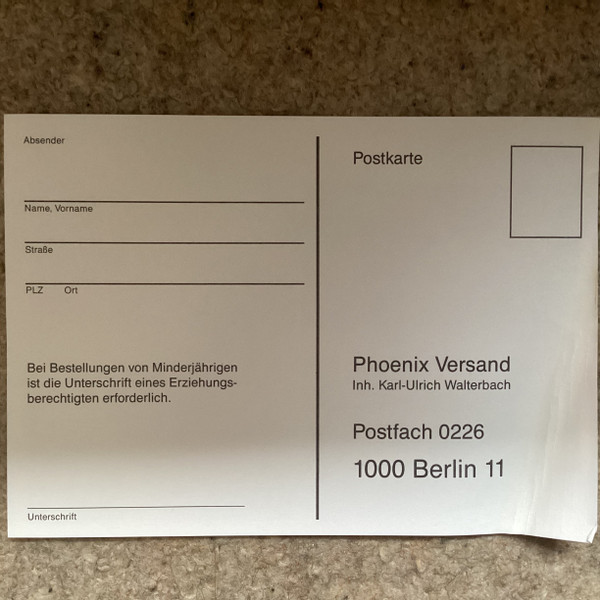 Absender
Name, Vorname
Straße
PLZ Ort
Bei Bestellungen von Minderjährigen
ist die Unterschrift eines Erziehungs-
berechtigten erforderlich.
Unterschrift
Postkarte
Phoenix Versand
Inh. Karl-Ulrich Walterbach
Postfach 0226
1000 Berlin 11